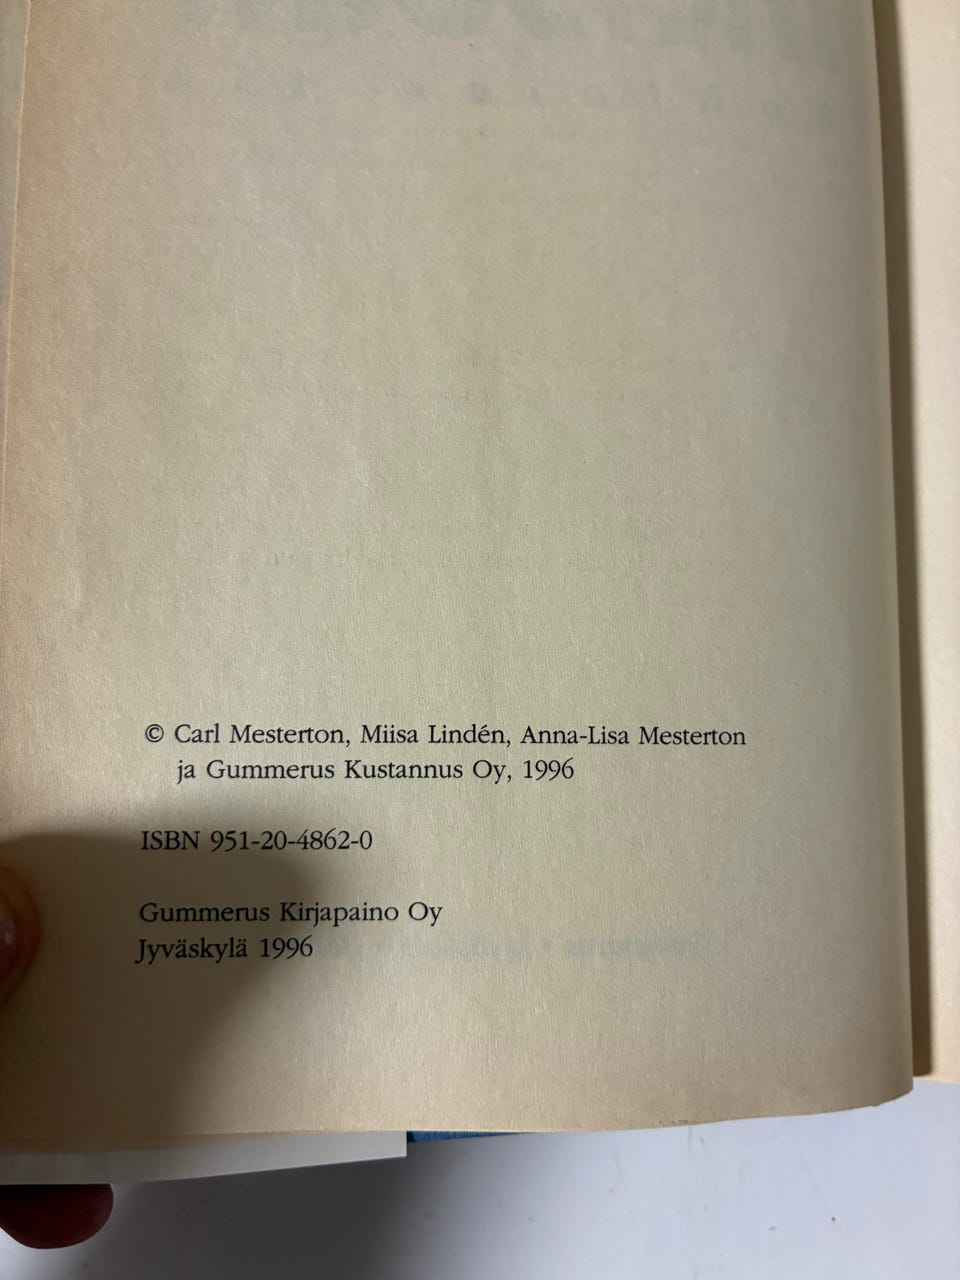 © Carl Mesterton, Miisa Lindén, Anna-Lisa Mesterton
ja Gummerus Kustannus Oy, 1996
ISBN 951-20-4862-0
Gummerus Kirjapaino Oy
Jyväskylä 1996